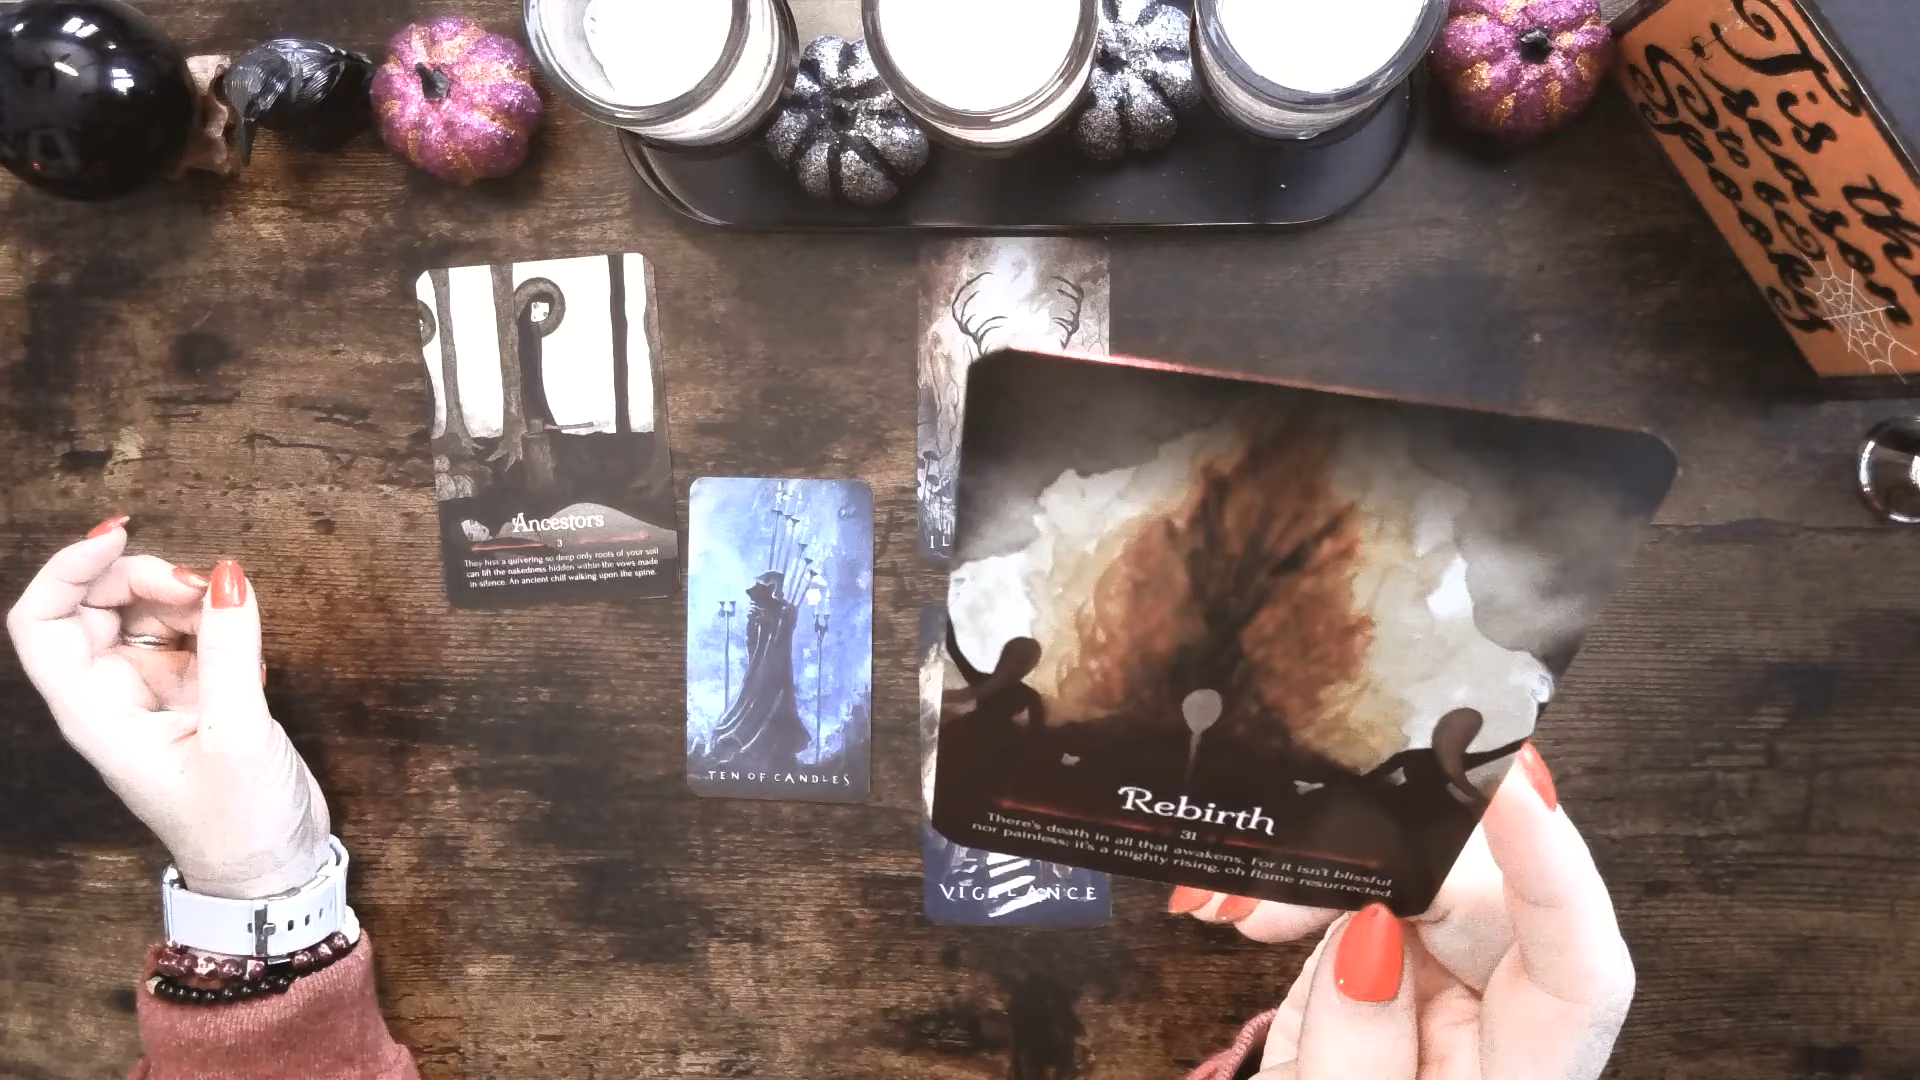 'Tis the
season
to be
Spooky
Ancestors
3
They hiss a quivering so deep only roots of your soil
can lift the nakedness hidden within the vows made
in silence. An ancient chill walking upon the spine.
TEN OF CANDLES
IL
Rebirth
31
There's death in all that awakens. For it isn't blissful
nor painless; it's a mighty rising, oh flame resurrected.
VIGILANCE